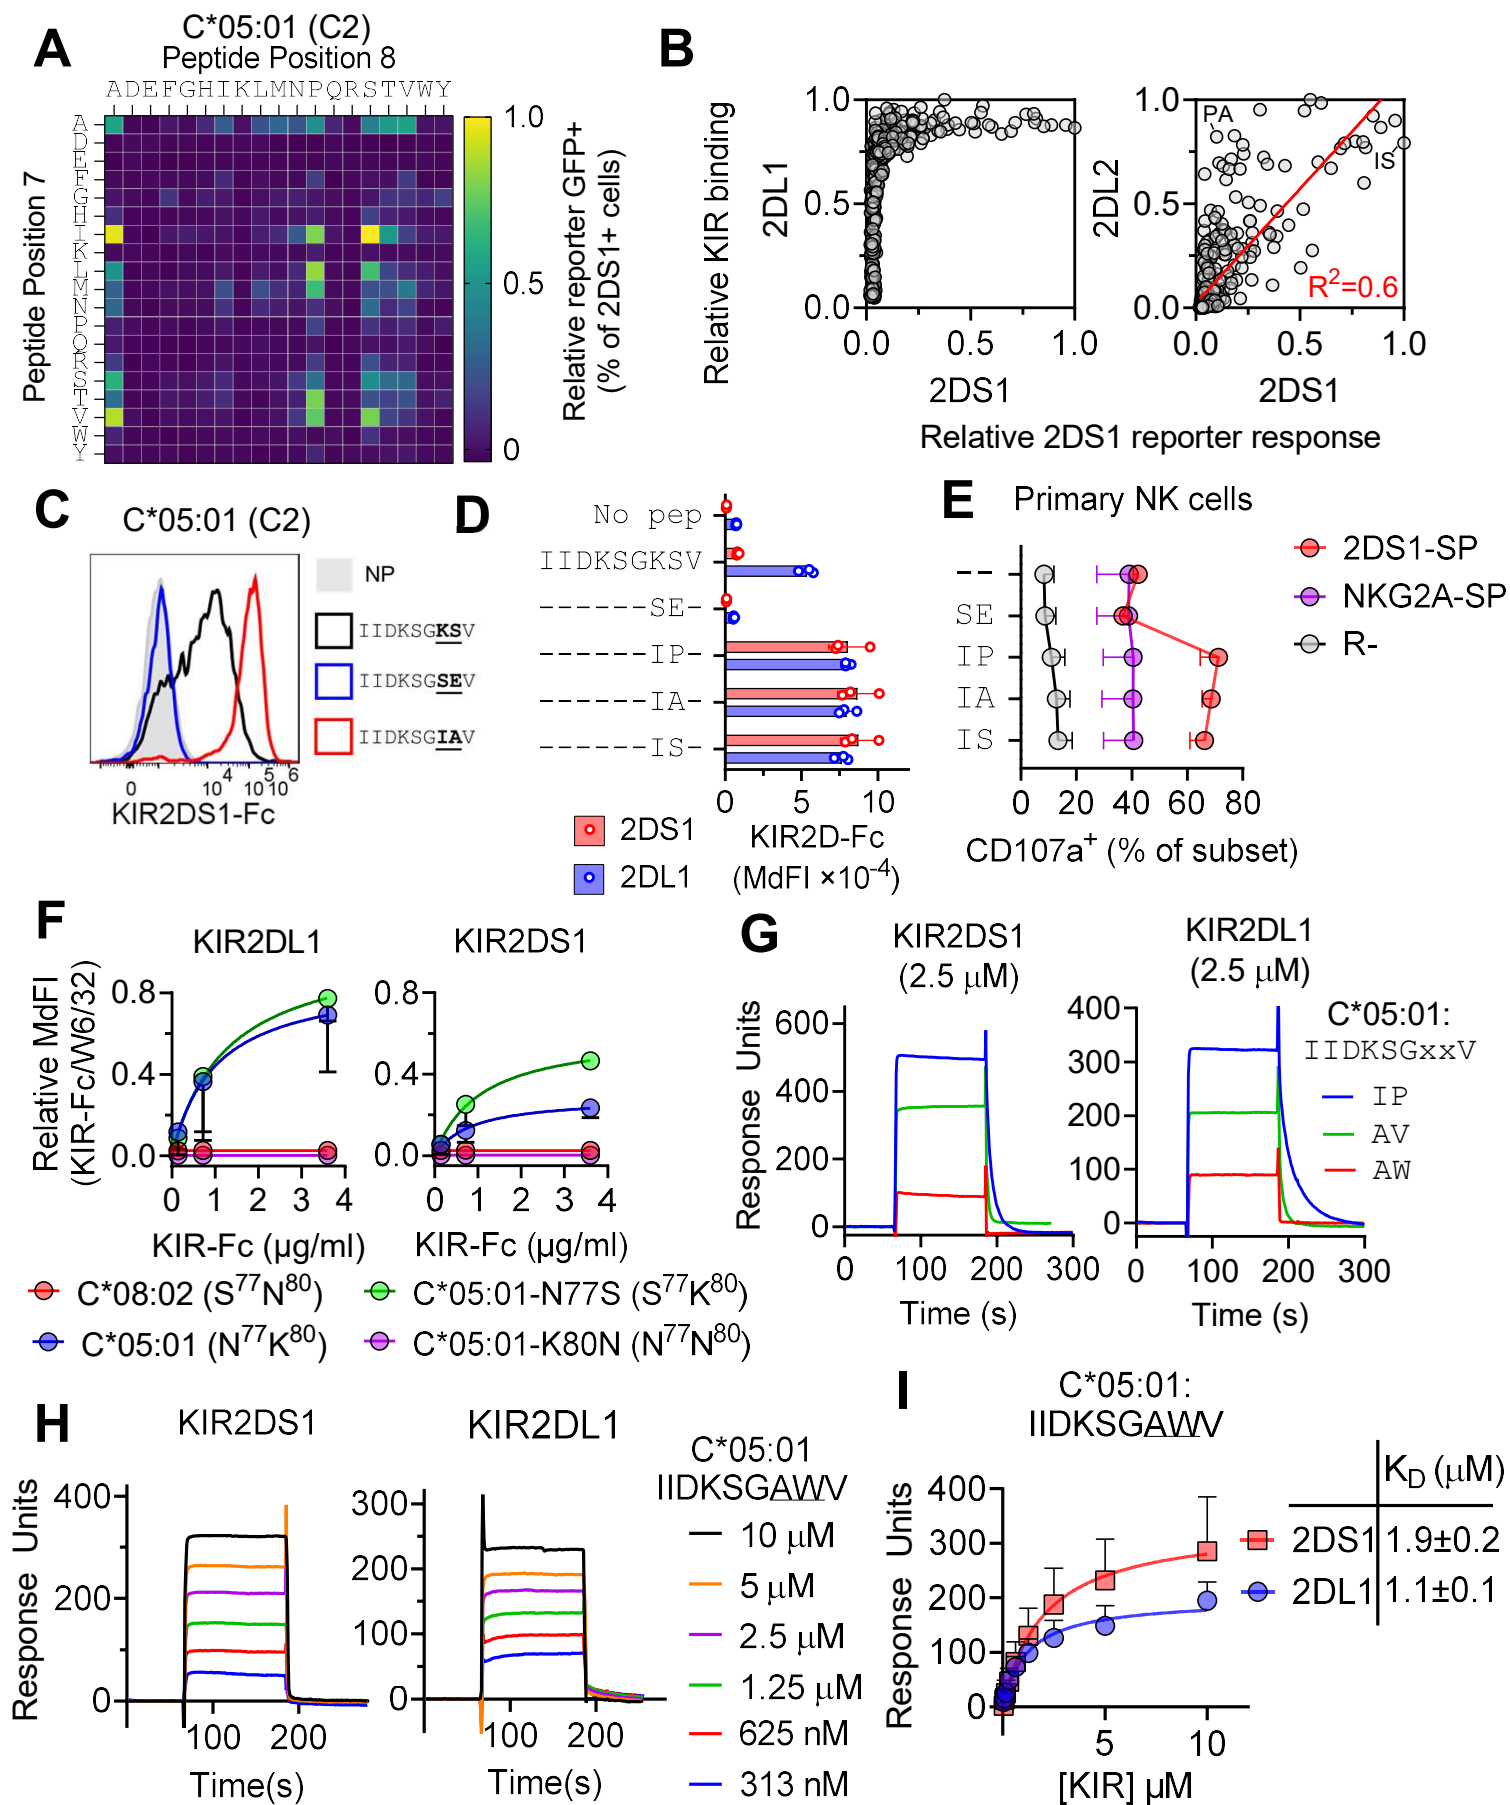 A
C*05:01 (C2)
Peptide Position 8
ADEFGHIKLMNPQRSTVWY
Peptide Position 7
A
D
E
F
G
H
I
K
L
M
N
P
Q
R
S
T
V
W
Y
1.0
0.5
0
Relative reporter GFP+
(% of 2DS1+ cells)
B
Relative KIR binding
2DL1
1.0
0.5
0.0
0.0 0.5 1.0
2DS1
2DL2
1.0
0.5
0.0
PA
IS
R²=0.6
0.0 0.5 1.0
2DS1
Relative 2DS1 reporter response
C
C*05:01 (C2)
NP
IIDKSGKSV
IIDKSGSEV
IIDKSGIAV
0 10⁴ 10⁵ 10⁶
KIR2DS1-Fc
D
No pep
IIDKSGKSV
------SE-
------IP-
------IA-
------IS-
0 5 10
KIR2D-Fc
(MdFI ×10⁻⁴)
2DS1
2DL1
E
Primary NK cells
--
SE
IP
IA
IS
0 20 40 60 80
CD107a⁺ (% of subset)
2DS1-SP
NKG2A-SP
R-
F
KIR2DL1
KIR2DS1
Relative MdFI
(KIR-Fc/W6/32)
0.8
0.4
0.0
0 1 2 3 4
KIR-Fc (µg/ml)
0.8
0.4
0.0
0 1 2 3 4
KIR-Fc (µg/ml)
C*08:02 (S⁷⁷N⁸⁰)
C*05:01-N77S (S⁷⁷K⁸⁰)
C*05:01 (N⁷⁷K⁸⁰)
C*05:01-K80N (N⁷⁷N⁸⁰)
G
KIR2DS1
(2.5 µM)
KIR2DL1
(2.5 µM)
Response Units
600
400
200
0
0 100 200 300
Time (s)
400
300
200
100
0
0 100 200 300
Time (s)
C*05:01:
IIDKSGxxV
IP
AV
AW
H
KIR2DS1
KIR2DL1
Response Units
400
200
0
100 200
Time(s)
300
200
100
0
100 200
Time(s)
C*05:01
IIDKSGAWV
10 µM
5 µM
2.5 µM
1.25 µM
625 nM
313 nM
I
C*05:01:
IIDKSGAWV
Response Units
400
300
200
100
0
5 10
[KIR] µM
K_D (µM)
2DS1 1.9±0.2
2DL1 1.1±0.1